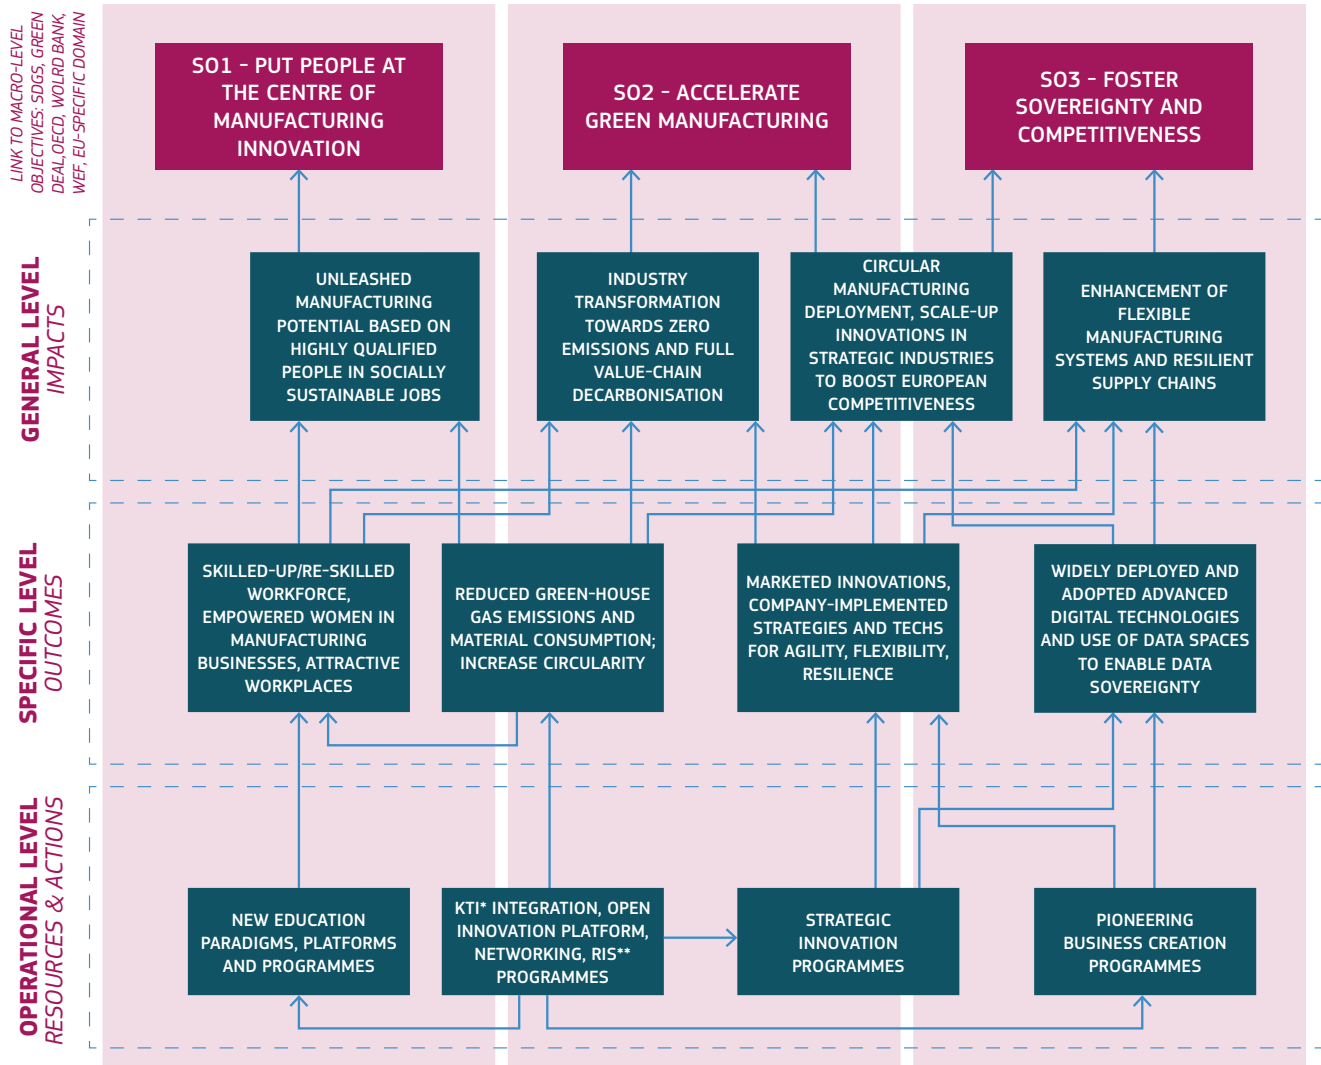 LINK TO MACRO-LEVEL
OBJECTIVES: SDGS, GREEN
DEAL,OECD, WOLRD BANK,
WEF, EU-SPECIFIC DOMAIN
SO1 - PUT PEOPLE AT
THE CENTRE OF
MANUFACTURING
INNOVATION
SO2 - ACCELERATE
GREEN MANUFACTURING
SO3 - FOSTER
SOVEREIGNTY AND
COMPETITIVENESS
GENERAL LEVEL
IMPACTS
UNLEASHED
MANUFACTURING
POTENTIAL BASED ON
HIGHLY QUALIFIED
PEOPLE IN SOCIALLY
SUSTAINABLE JOBS
INDUSTRY
TRANSFORMATION
TOWARDS ZERO
EMISSIONS AND FULL
VALUE-CHAIN
DECARBONISATION
CIRCULAR
MANUFACTURING
DEPLOYMENT, SCALE-UP
INNOVATIONS IN
STRATEGIC INDUSTRIES
TO BOOST EUROPEAN
COMPETITIVENESS
ENHANCEMENT OF
FLEXIBLE
MANUFACTURING
SYSTEMS AND RESILIENT
SUPPLY CHAINS
SPECIFIC LEVEL
OUTCOMES
SKILLED-UP/RE-SKILLED
WORKFORCE,
EMPOWERED WOMEN IN
MANUFACTURING
BUSINESSES, ATTRACTIVE
WORKPLACES
REDUCED GREEN-HOUSE
GAS EMISSIONS AND
MATERIAL CONSUMPTION;
INCREASE CIRCULARITY
MARKETED INNOVATIONS,
COMPANY-IMPLEMENTED
STRATEGIES AND TECHS
FOR AGILITY, FLEXIBILITY,
RESILIENCE
WIDELY DEPLOYED AND
ADOPTED ADVANCED
DIGITAL TECHNOLOGIES
AND USE OF DATA SPACES
TO ENABLE DATA
SOVEREIGNTY
OPERATIONAL LEVEL
RESOURCES & ACTIONS
NEW EDUCATION
PARADIGMS, PLATFORMS
AND PROGRAMMES
KTI* INTEGRATION, OPEN
INNOVATION PLATFORM,
NETWORKING, RIS**
PROGRAMMES
STRATEGIC
INNOVATION
PROGRAMMES
PIONEERING
BUSINESS CREATION
PROGRAMMES